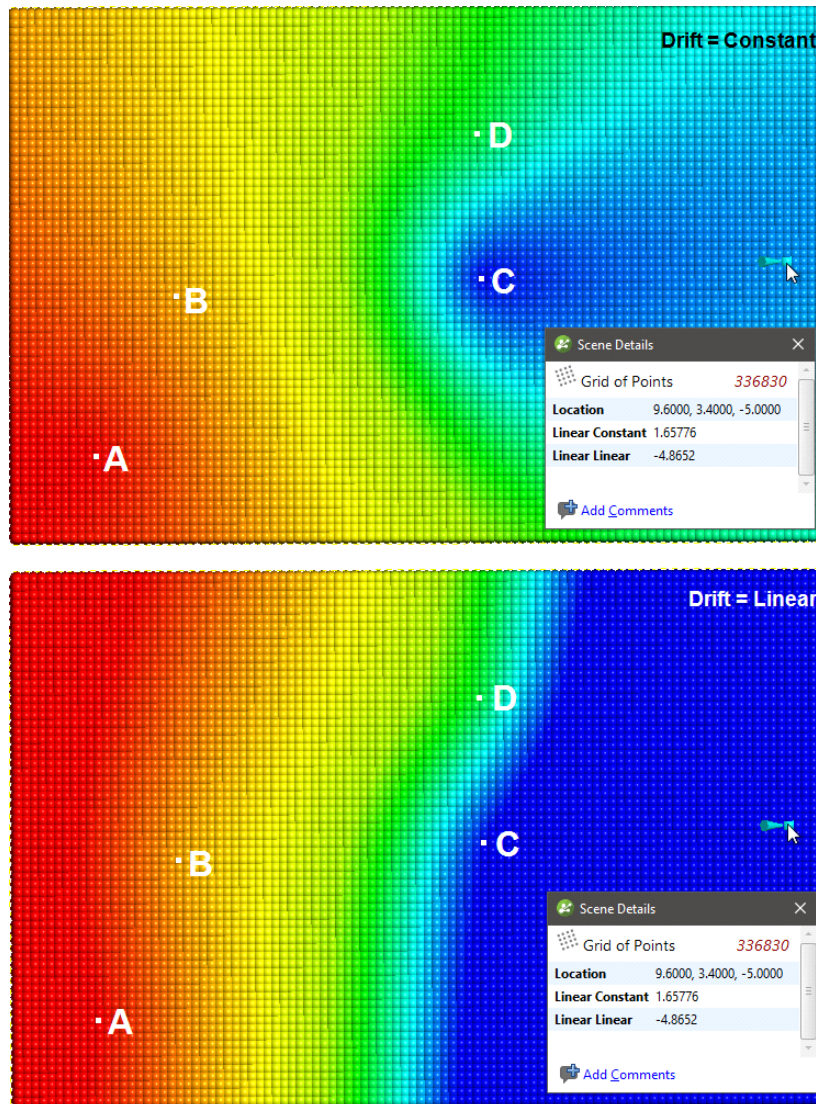 Drift = Constant
D
B
C
A
Scene Details
Grid of Points 336830
Location 9.6000, 3.4000, -5.0000
Linear Constant 1.65776
Linear Linear -4.8652
Add Comments
Drift = Linear
D
B
C
A
Scene Details
Grid of Points 336830
Location 9.6000, 3.4000, -5.0000
Linear Constant 1.65776
Linear Linear -4.8652
Add Comments